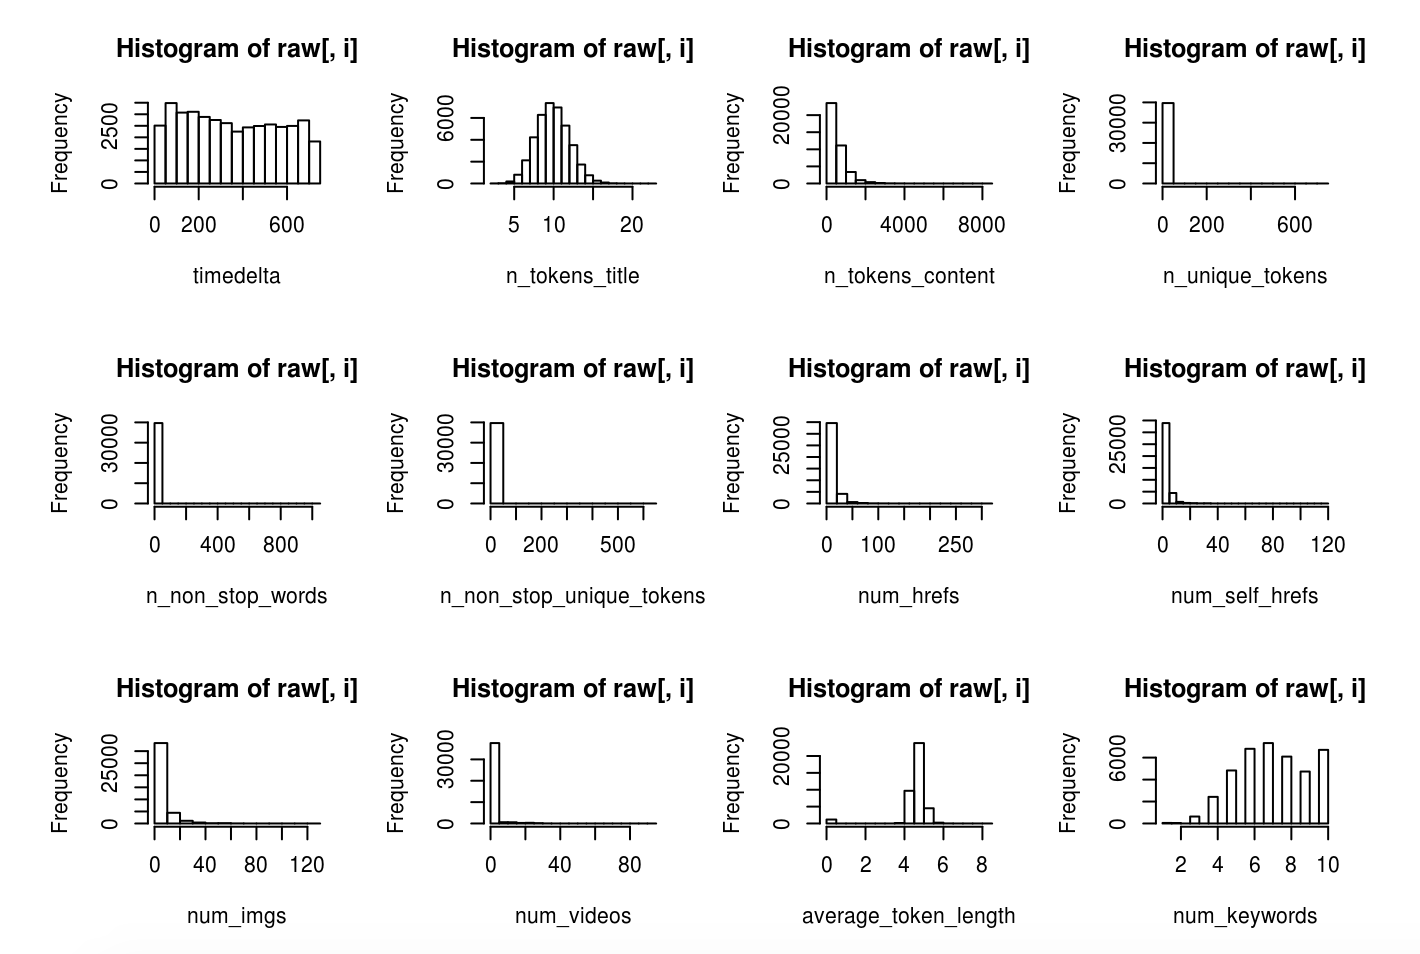 Histogram of raw[, i] Histogram of raw[, i] Histogram of raw[, i] Histogram of raw[, i]
Frequency 0 2500 Frequency 0 6000 Frequency 0 20000 Frequency 0 30000
0 200 600 5 10 20 0 4000 8000 0 200 600
timedelta n_tokens_title n_tokens_content n_unique_tokens
Histogram of raw[, i] Histogram of raw[, i] Histogram of raw[, i] Histogram of raw[, i]
Frequency 0 30000 Frequency 0 30000 Frequency 0 25000 Frequency 0 25000
0 400 800 0 200 500 0 100 250 0 40 80 120
n_non_stop_words n_non_stop_unique_tokens num_hrefs num_self_hrefs
Histogram of raw[, i] Histogram of raw[, i] Histogram of raw[, i] Histogram of raw[, i]
Frequency 0 25000 Frequency 0 30000 Frequency 0 20000 Frequency 0 6000
0 40 80 120 0 40 80 0 2 4 6 8 2 4 6 8 10
num_imgs num_videos average_token_length num_keywords